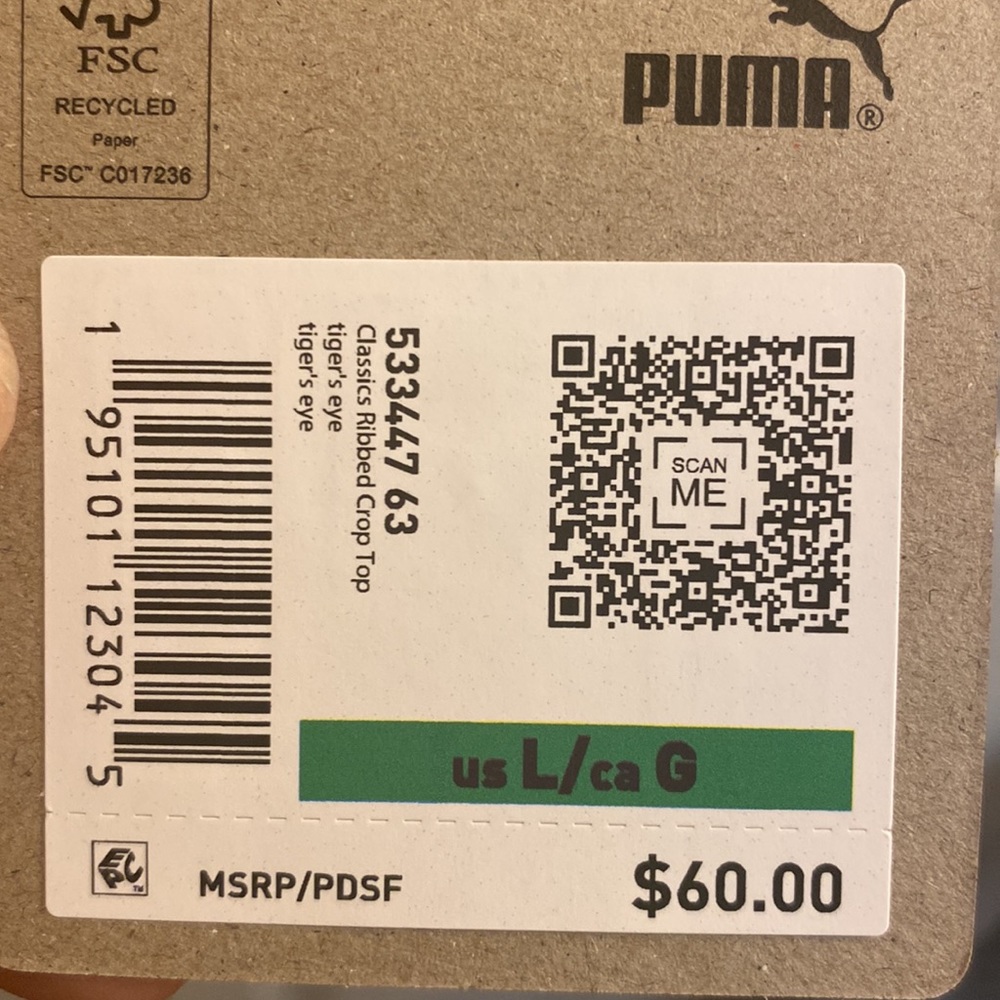 FSC
RECYCLED
Paper
FSC™ C017236
PUMA®
533447 63
Classics Ribbed Crop Top
tiger's eye
tiger's eye
1 95101 12304 5
SCAN
ME
us L/ca G
EPC™
MSRP/PDSF
$60.00